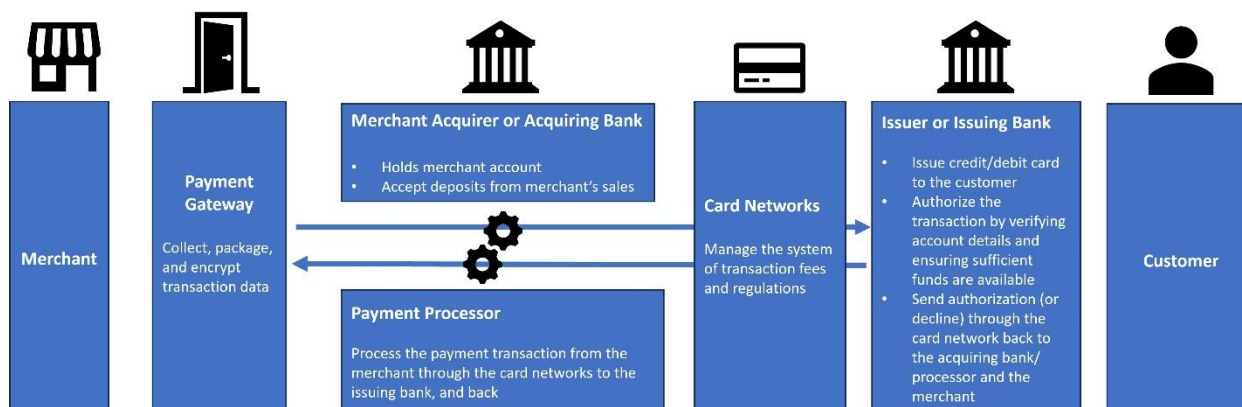 Merchant
Payment
Gateway
Collect, package,
and encrypt
transaction data
Merchant Acquirer or Acquiring Bank
• Holds merchant account
• Accept deposits from merchant's sales
Payment Processor
Process the payment transaction from the
merchant through the card networks to the
issuing bank, and back
Card Networks
Manage the system
of transaction fees
and regulations
Issuer or Issuing Bank
• Issue credit/debit card
to the customer
• Authorize the
transaction by verifying
account details and
ensuring sufficient
funds are available
• Send authorization (or
decline) through the
card network back to
the acquiring bank/
processor and the
merchant
Customer